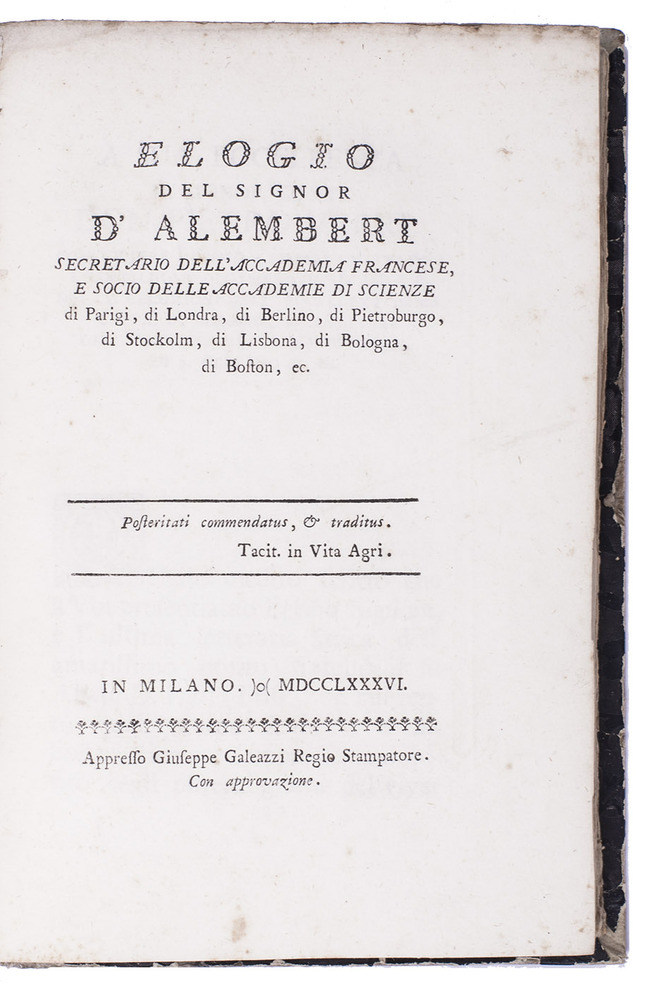 ELOGIO
DEL SIGNOR
D' ALEMBERT
SECRETARIO DELL'ACCADEMIA FRANCESE,
E SOCIO DELLE ACCADEMIE DI SCIENZE
di Parigi, di Londra, di Berlino, di Pietroburgo,
di Stockolm, di Lisbona, di Bologna,
di Boſton, ec.
Poſteritati commendatus, & traditus.
Tacit. in Vita Agri.
IN MILANO. )o( MDCCLXXXVI.
Appreſſo Giuſeppe Galeazzi Regio Stampatore.
Con approvazione.